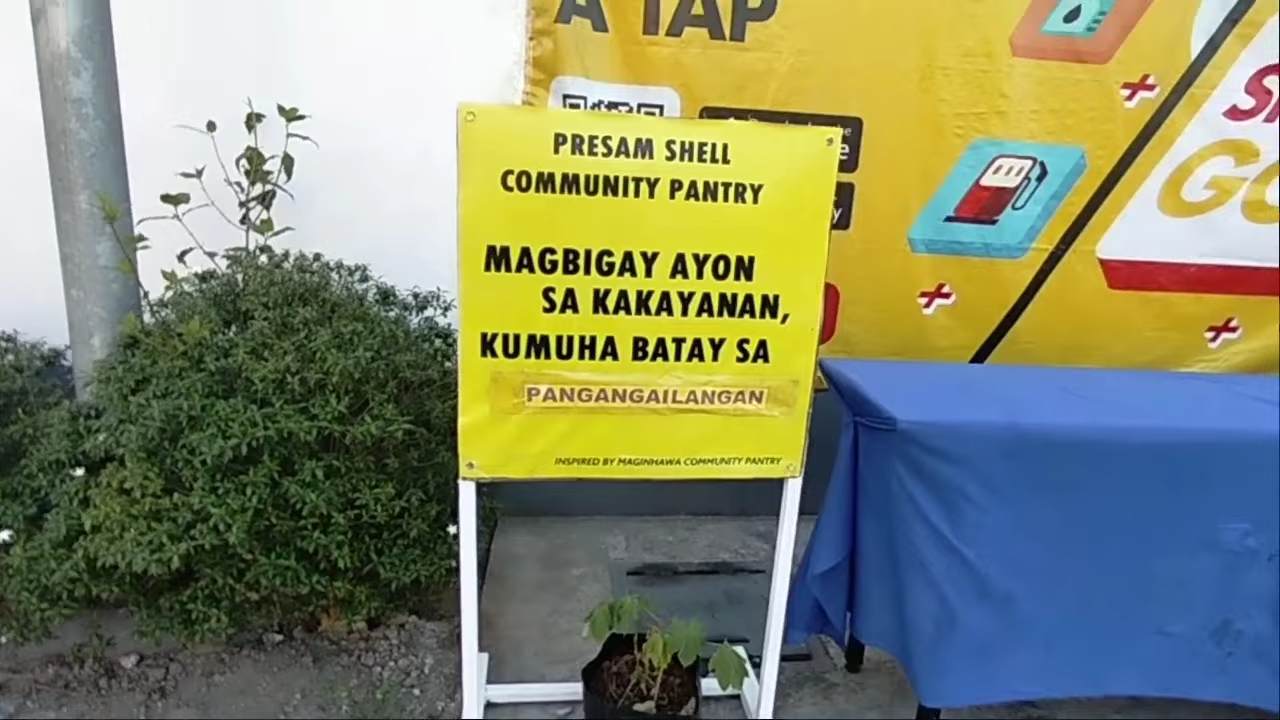 A TAP
PRESAM SHELL
COMMUNITY PANTRY
MAGBIGAY AYON
SA KAKAYANAN,
KUMUHA BATAY SA
PANGANGAILANGAN
INSPIRED BY MAGINHAWA COMMUNITY PANTRY